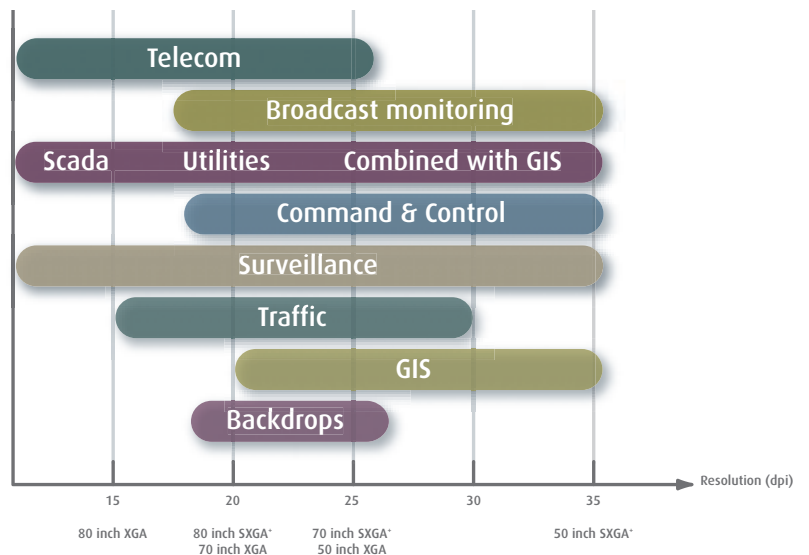 Telecom
Broadcast monitoring
Scada Utilities Combined with GIS
Command & Control
Surveillance
Traffic
GIS
Backdrops
Resolution (dpi)
15 20 25 30 35
80 inch XGA 80 inch SXGA+ 70 inch SXGA+ 50 inch SXGA+
70 inch XGA 50 inch XGA